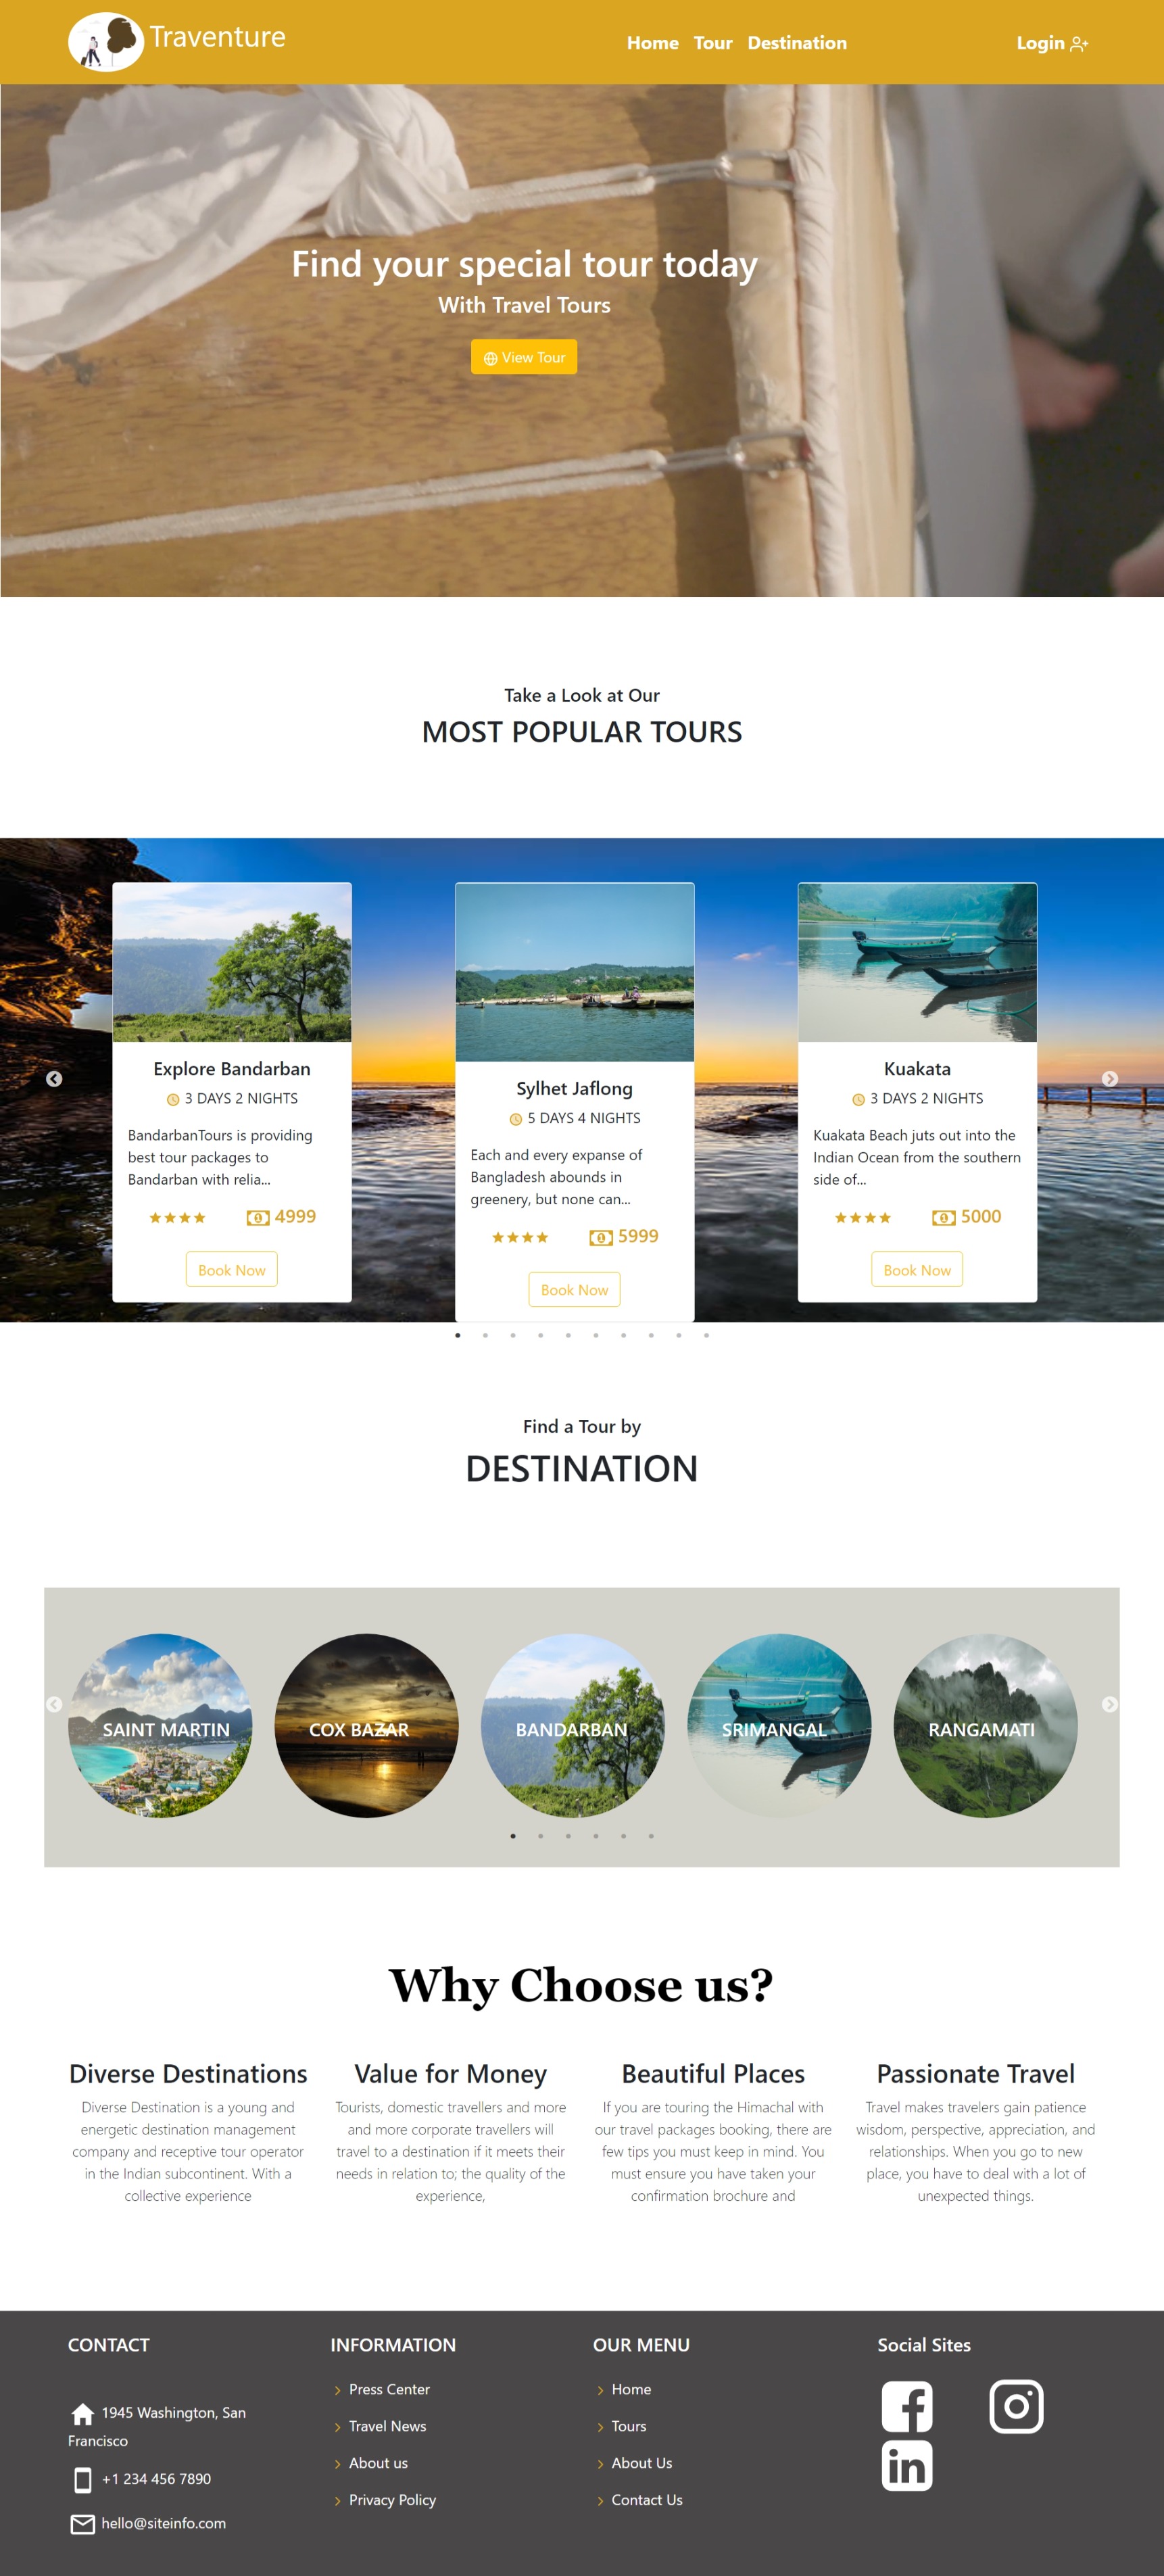 Traventure
Home Tour Destination
Login
Find your special tour today
With Travel Tours
View Tour
Take a Look at Our
MOST POPULAR TOURS
Explore Bandarban
3 DAYS 2 NIGHTS
BandarbanTours is providing
best tour packages to
Bandarban with relia...
4999
Book Now
Sylhet Jaflong
5 DAYS 4 NIGHTS
Each and every expanse of
Bangladesh abounds in
greenery, but none can...
5999
Book Now
Kuakata
3 DAYS 2 NIGHTS
Kuakata Beach juts out into the
Indian Ocean from the southern
side of...
5000
Book Now
Find a Tour by
DESTINATION
SAINT MARTIN
COX BAZAR
BANDARBAN
SRIMANGAL
RANGAMATI
Why Choose us?
Diverse Destinations
Diverse Destination is a young and
energetic destination management
company and receptive tour operator
in the Indian subcontinent. With a
collective experience
Value for Money
Tourists, domestic travellers and more
and more corporate travellers will
travel to a destination if it meets their
needs in relation to; the quality of the
experience,
Beautiful Places
If you are touring the Himachal with
our travel packages booking, there are
few tips you must keep in mind. You
must ensure you have taken your
confirmation brochure and
Passionate Travel
Travel makes travelers gain patience
wisdom, perspective, appreciation, and
relationships. When you go to new
place, you have to deal with a lot of
unexpected things.
CONTACT
1945 Washington, San
Francisco
+1 234 456 7890
hello@siteinfo.com
INFORMATION
Press Center
Travel News
About us
Privacy Policy
OUR MENU
Home
Tours
About Us
Contact Us
Social Sites